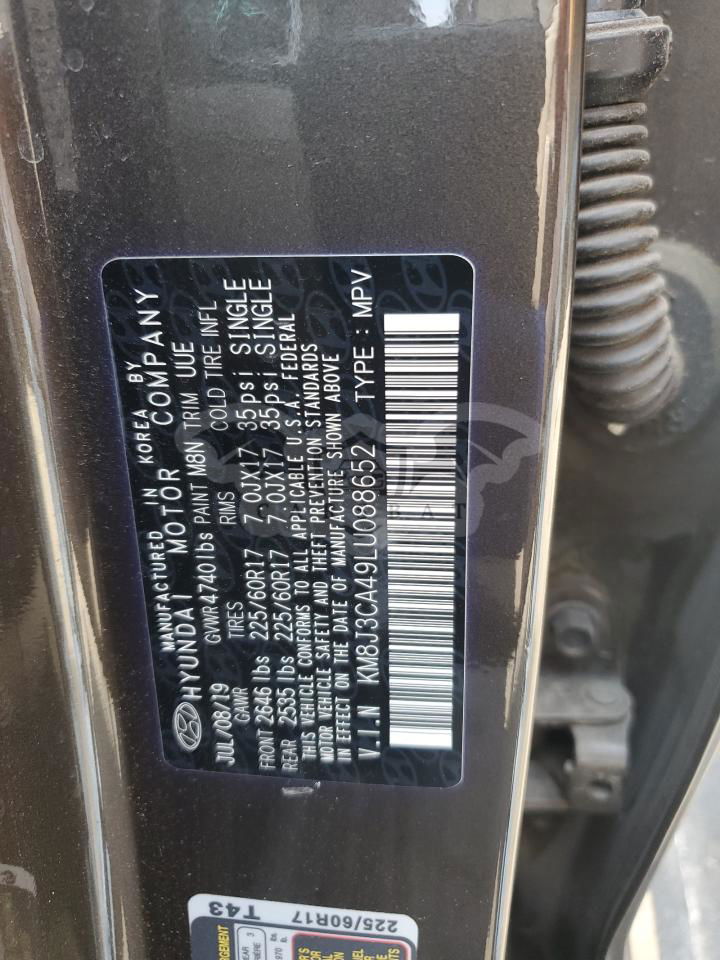 MANUFACTURED IN KOREA BY
HYUNDAI MOTOR COMPANY
JUL/08/19 GVWR4740lbs PAINT M8N TRIM UUE
GAWR TIRES RIMS COLD TIRE INFL
FRONT 2646lbs 225/60R17 7.0JX17 35psi SINGLE
REAR 2535lbs 225/60R17 7.0JX17 35psi SINGLE
THIS VEHICLE CONFORMS TO ALL APPLICABLE U.S.A. FEDERAL
MOTOR VEHICLE SAFETY AND THEFT PREVENTION STANDARDS
IN EFFECT ON THE DATE OF MANUFACTURE SHOWN ABOVE
V.I.N KM8J3CA49LU088652 TYPE : MPV
T43
225/60R17